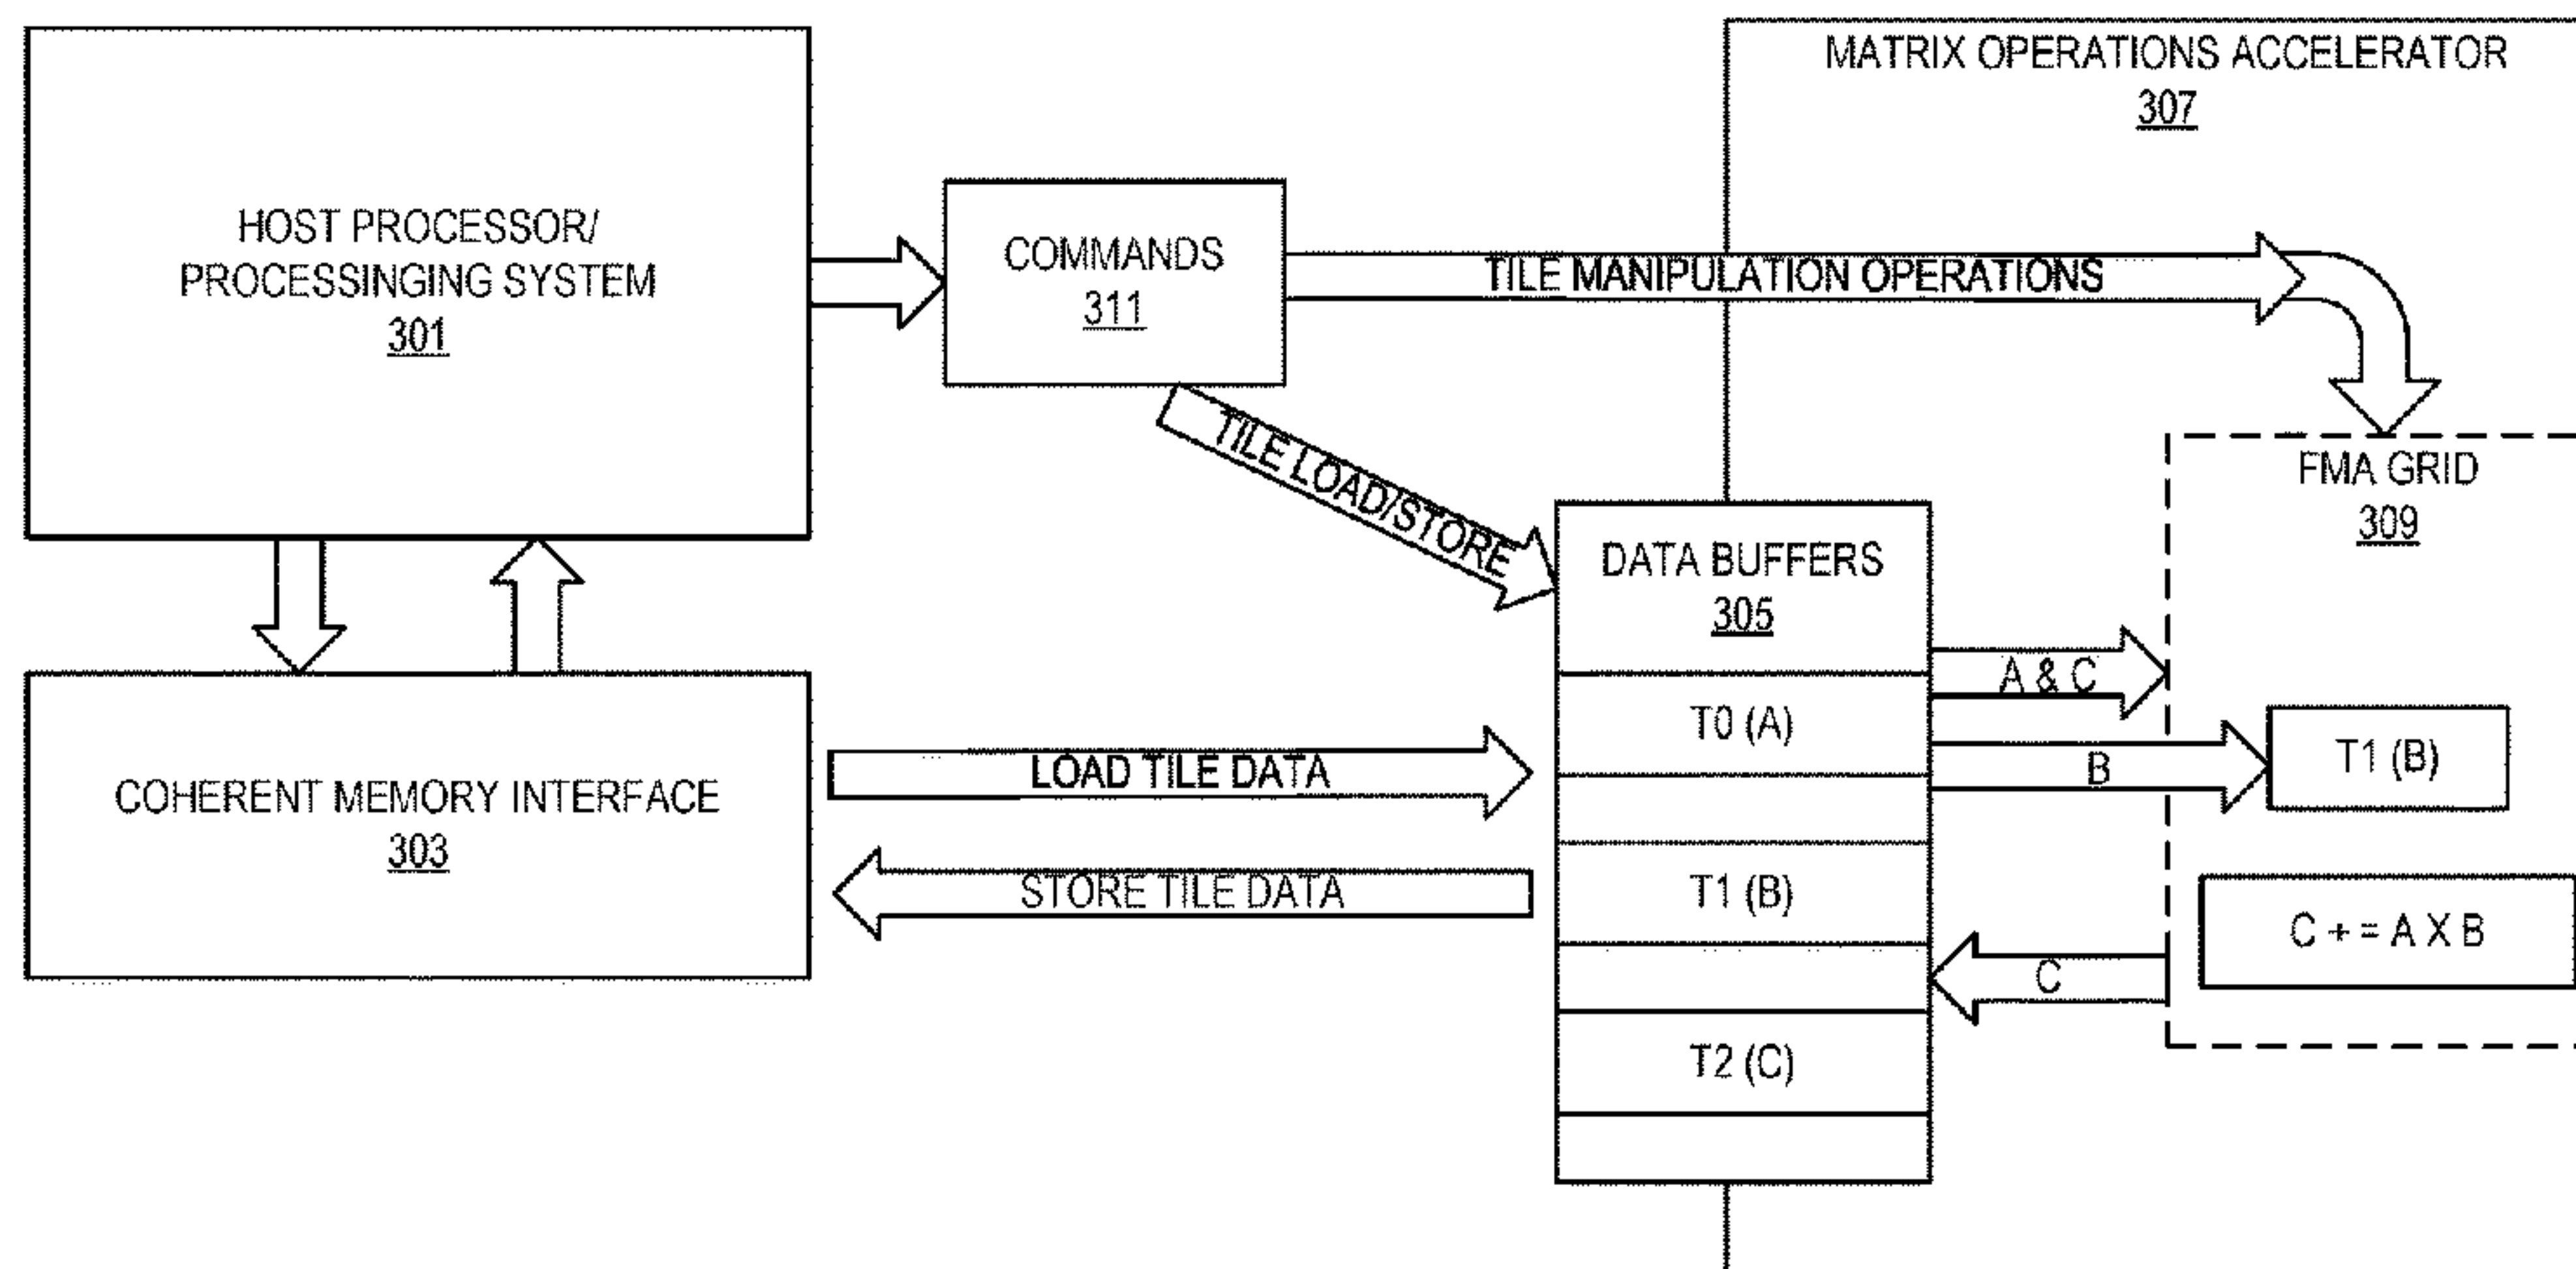 MATRIX OPERATIONS ACCELERATOR
307
HOST PROCESSOR/
PROCESSINGING SYSTEM
301
COMMANDS
311
TILE MANIPULATION OPERATIONS
TILE LOAD/STORE
FMA GRID
309
DATA BUFFERS
305
A & C
T0 (A)
B
T1 (B)
COHERENT MEMORY INTERFACE
303
LOAD TILE DATA
STORE TILE DATA
T1 (B)
C + = A X B
C
T2 (C)